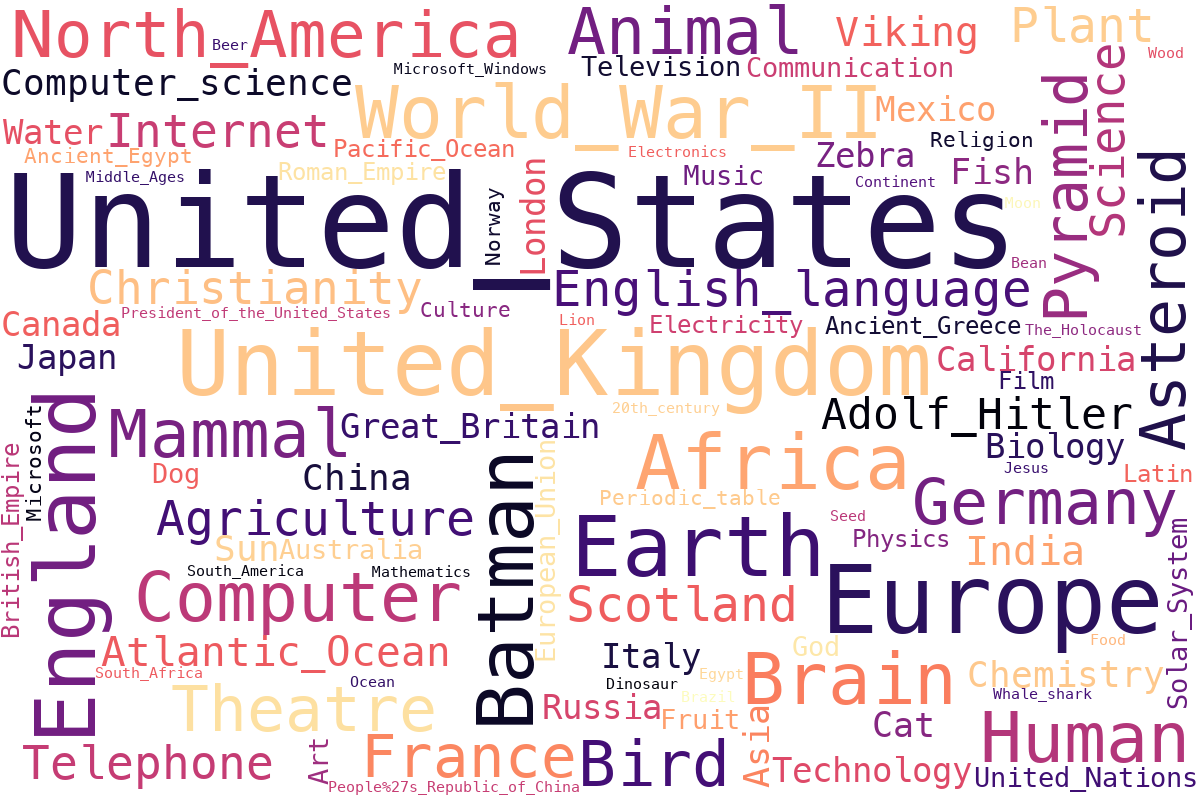 North_America
Beer
Animal
Viking
Plant
Wood
Computer_science
Microsoft_Windows
Television
Communication
Science
Pyramid
World_War_II
Mexico
Water
Internet
Religion
Ancient_Egypt
Pacific_Ocean
Electronics
Zebra
Fish
Middle_Ages
Roman_Empire
Music
Continent
Asteroid
United_States
Norway
London
Moon
Bean
Christianity
English_language
President_of_the_United_States
Culture
Canada
Lion
Electricity
Ancient_Greece
The_Holocaust
Japan
United_Kingdom
California
Film
20th_century
Adolf_Hitler
England
Microsoft
Mammal
Great_Britain
Africa
Biology
Jesus
Latin
British_Empire
Dog
China
Batman
European_Union
Periodic_table
Germany
Agriculture
Earth
Seed
Physics
Sun
Australia
India
Solar_System
South_America
Mathematics
Computer
Scotland
Europe
Atlantic_Ocean
Italy
God
Food
South_Africa
Ocean
Dinosaur
Egypt
Brain
Chemistry
Theatre
Brazil
Whale_shark
Russia
Fruit
Asia
Cat
Human
Telephone
Art
France
Bird
Technology
United_Nations
People%27s_Republic_of_China